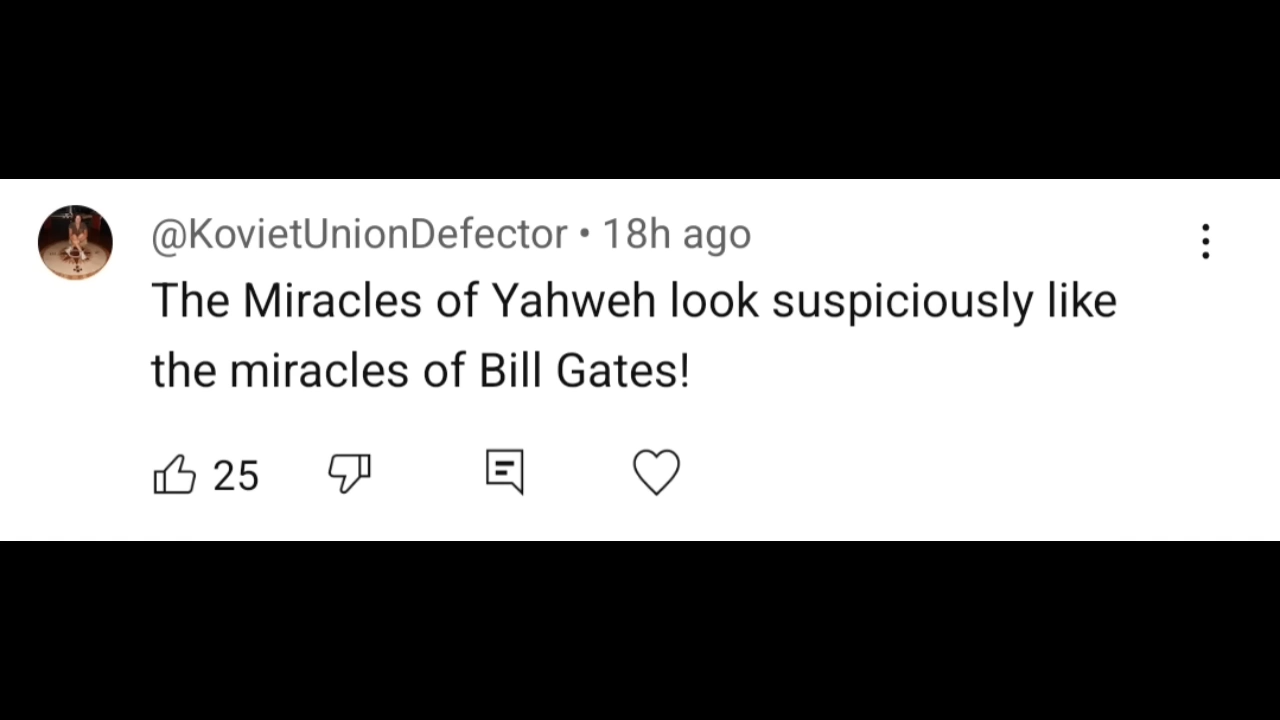 @KovietUnionDefector • 18h ago
The Miracles of Yahweh look suspiciously like
the miracles of Bill Gates!
25